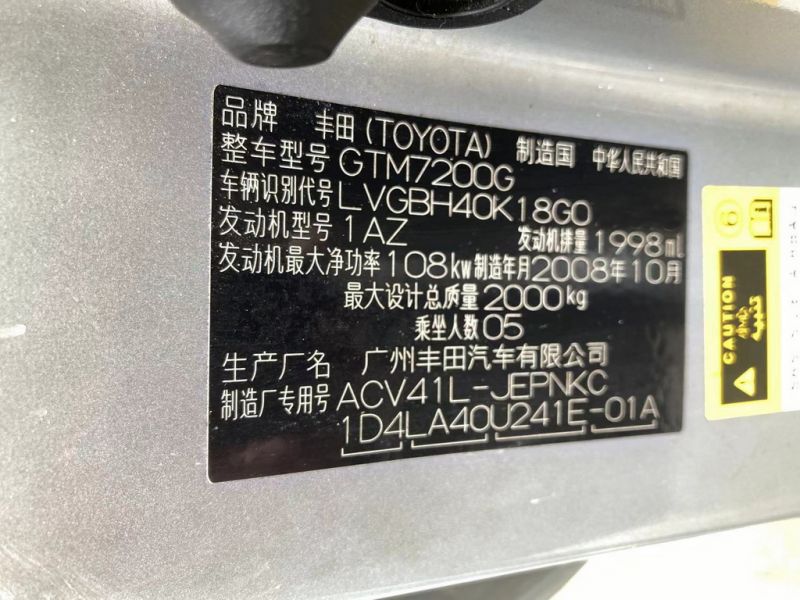 品牌 丰田(TOYOTA) 制造国 中华人民共和国
整车型号 GTM7200G
车辆识别代号 LVGBH40K18G0
发动机型号 1AZ 发动机排量 1998ml
发动机最大净功率 108kw 制造年月 2008年10月
最大设计总质量 2000kg
乘坐人数 05
生产厂名 广州丰田汽车有限公司
制造厂专用号 ACV41L-JEPNKC
1D4LA40U241E-01A
CAUTION